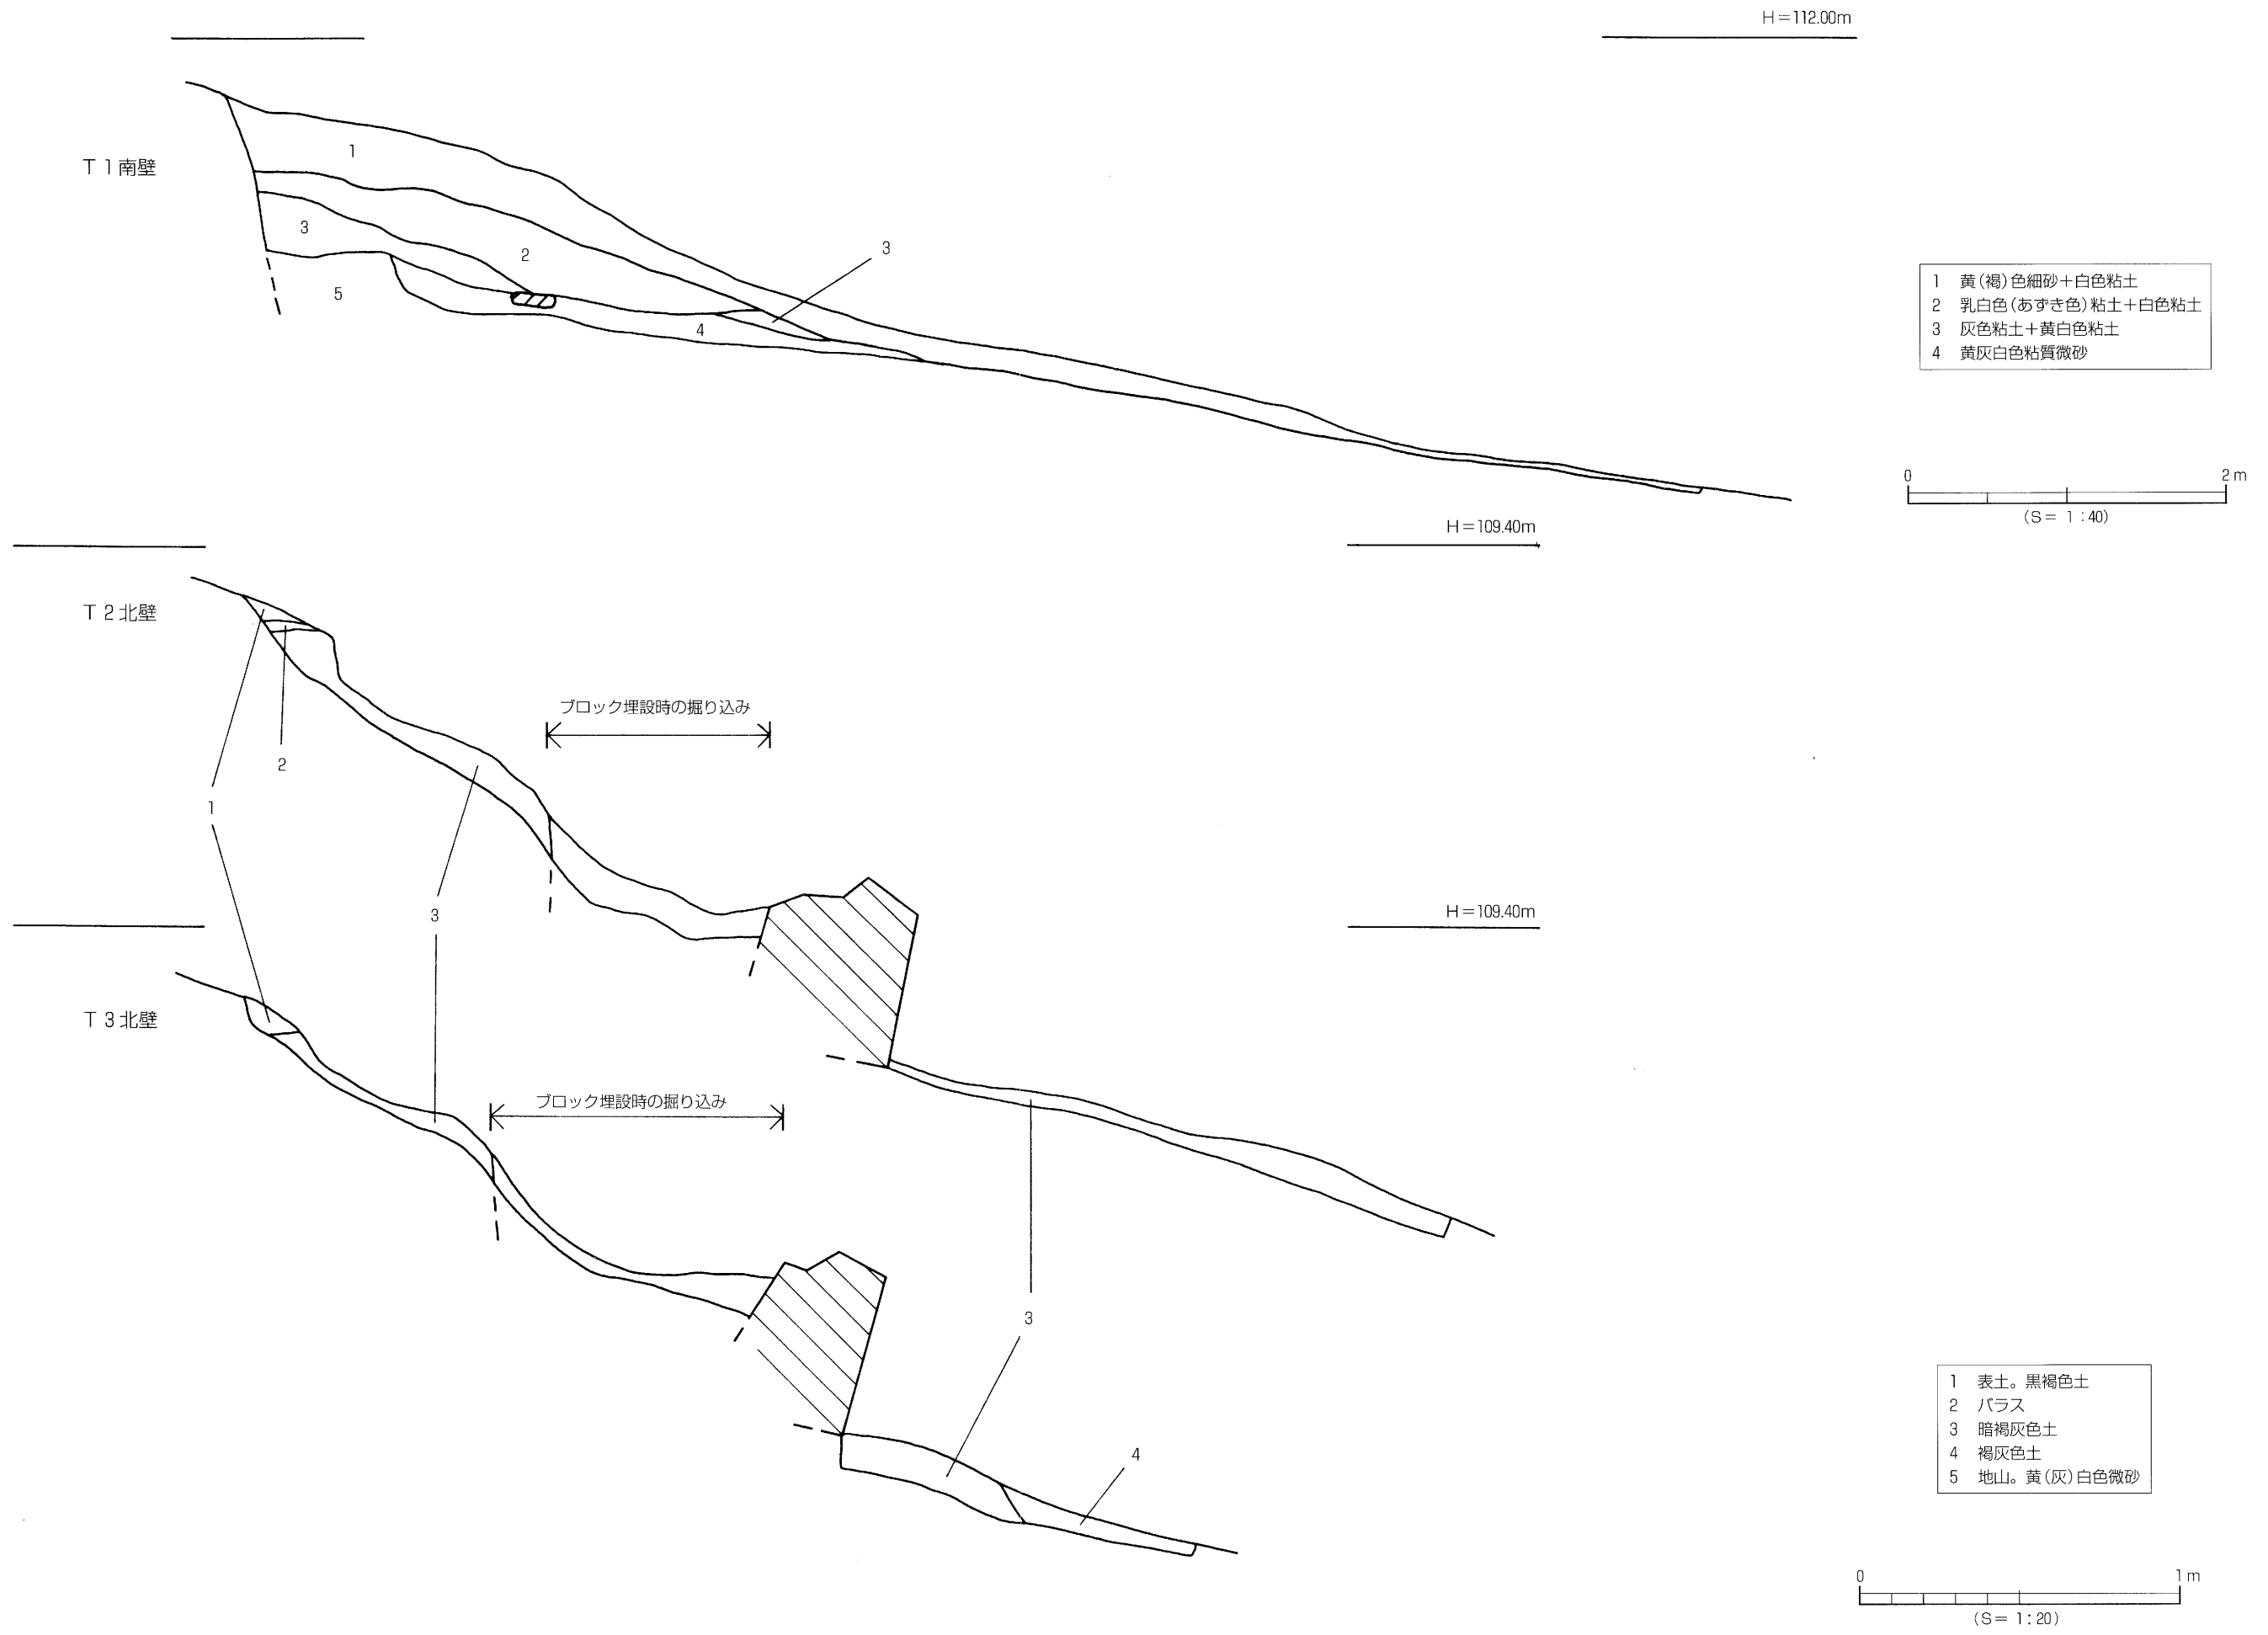 H=112.00m
T1南壁
1
3
2
3
5
4
1 黄(褐)色細砂+白色粘土
2 乳白色(あずき色)粘土+白色粘土
3 灰色粘土+黄白色粘土
4 黄灰白色粘質微砂
0 2m
(S= 1:40)
H=109.40m
T2北壁
ブロック埋設時の掘り込み
2
1
3
H=109.40m
T3北壁
ブロック埋設時の掘り込み
3
4
1 表土。黒褐色土
2 バラス
3 暗褐灰色土
4 褐灰色土
5 地山。黄(灰)白色微砂
0 1m
(S= 1:20)